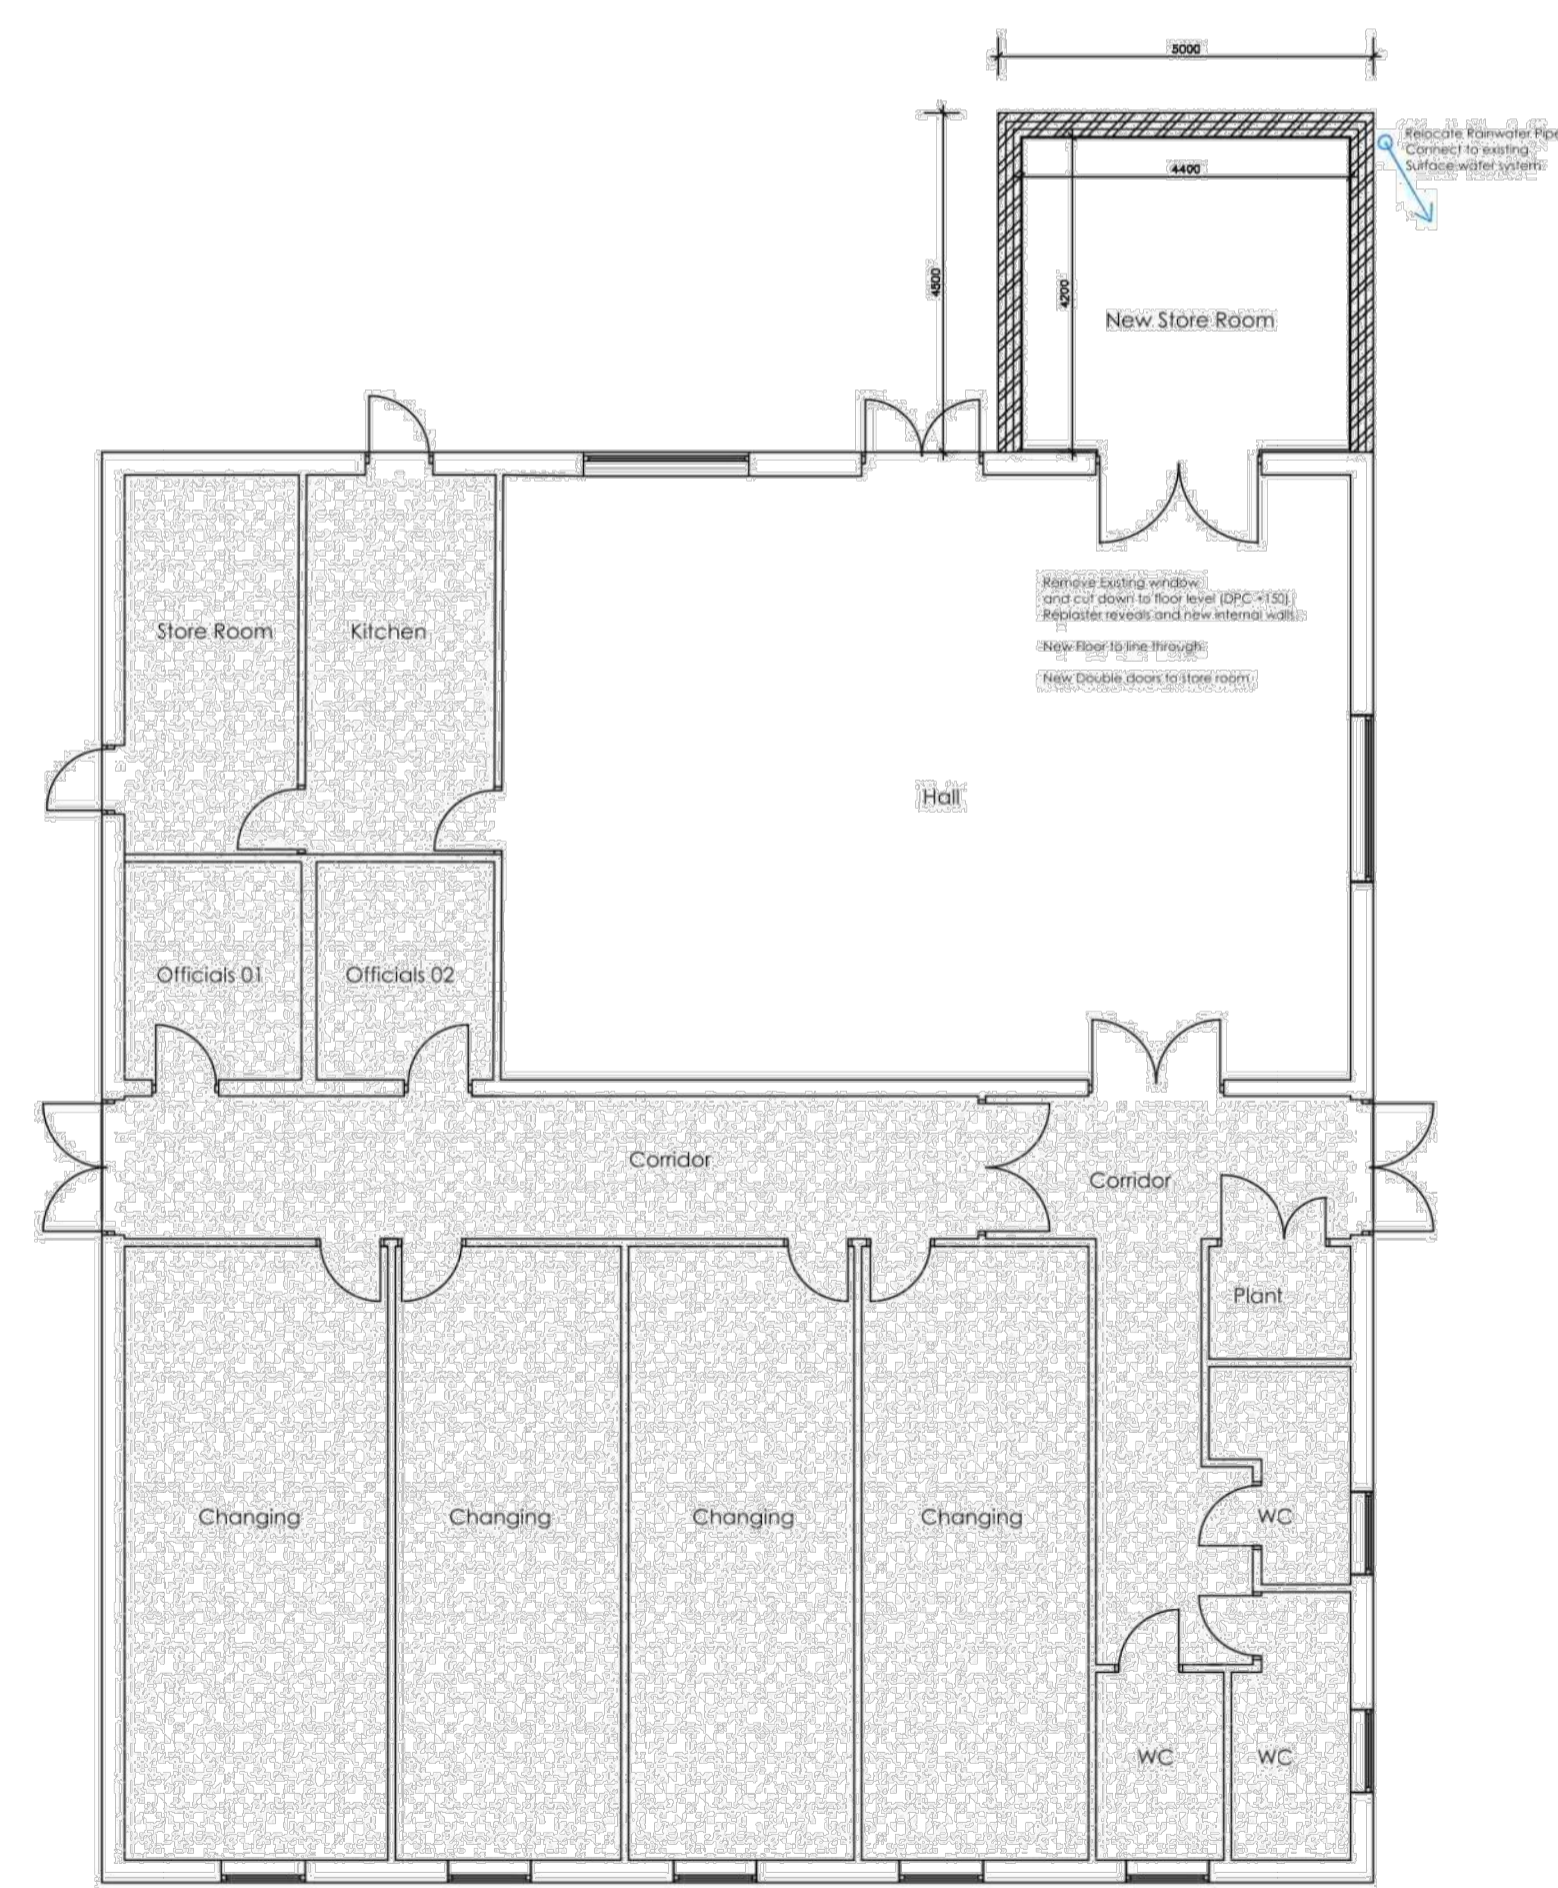 5000
Relocate Rainwater Pipe
Connect to existing
Surface water system
4400
4500
4200
New Store Room
Remove Existing window
and cut down to floor level (DPC +150)
Replaster reveals and new internal walls
New Floor to line through
New Double doors to store room
Store Room
Kitchen
Hall
Officials 01
Officials 02
Corridor
Corridor
Plant
Changing
Changing
Changing
Changing
WC
WC
WC